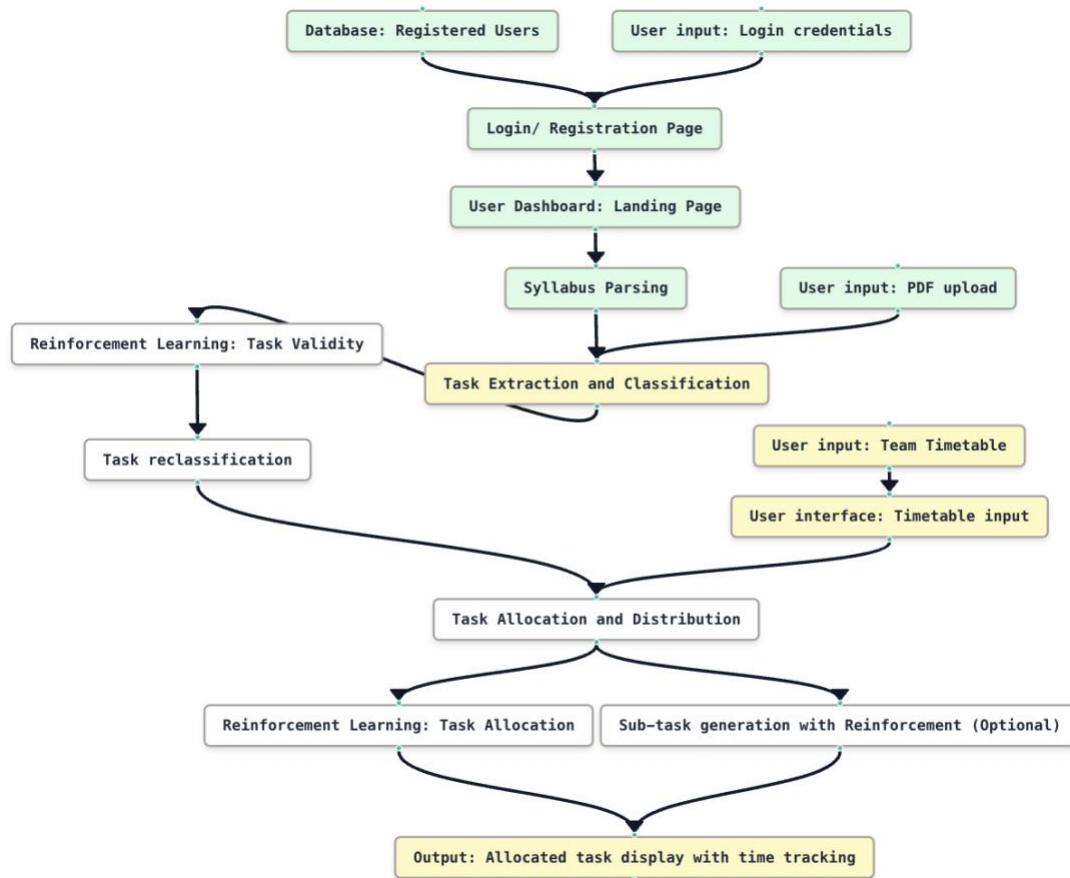 Database: Registered Users
User input: Login credentials
Login/ Registration Page
User Dashboard: Landing Page
Syllabus Parsing
User input: PDF upload
Reinforcement Learning: Task Validity
Task Extraction and Classification
User input: Team Timetable
Task reclassification
User interface: Timetable input
Task Allocation and Distribution
Reinforcement Learning: Task Allocation
Sub-task generation with Reinforcement (Optional)
Output: Allocated task display with time tracking